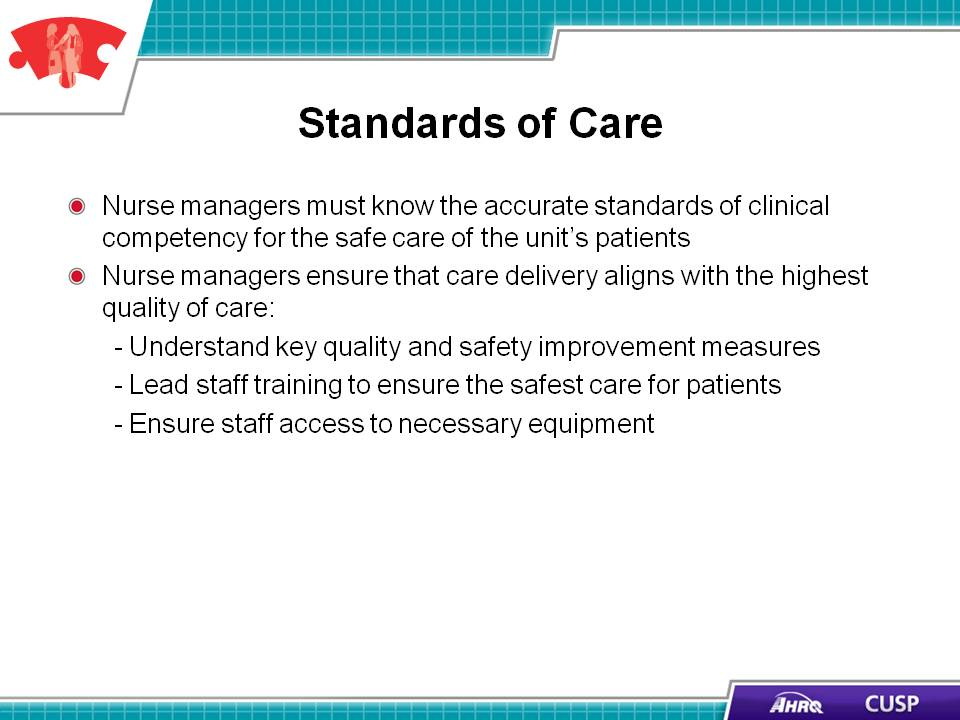 Standards of Care
Nurse managers must know the accurate standards of clinical
competency for the safe care of the unit’s patients
Nurse managers ensure that care delivery aligns with the highest
quality of care:
- Understand key quality and safety improvement measures
- Lead staff training to ensure the safest care for patients
- Ensure staff access to necessary equipment
AHRQ CUSP